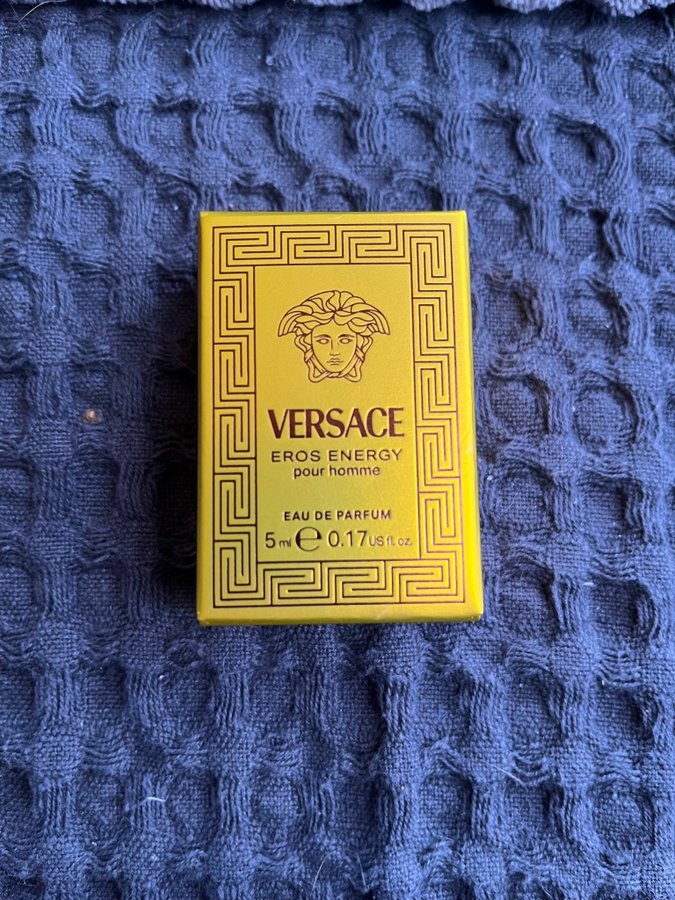 VERSACE
EROS ENERGY
pour homme
EAU DE PARFUM
5 ml ℮ 0.17 US fl. oz.